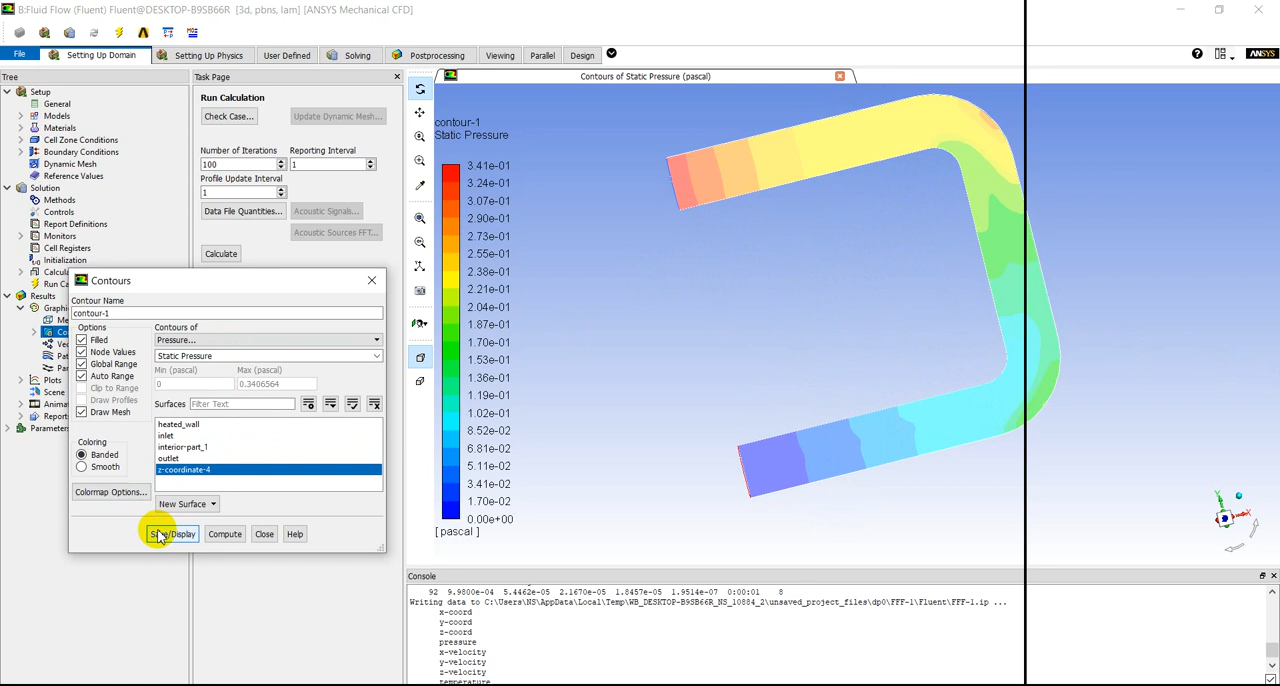 B:Fluid Flow (Fluent) Fluent@DESKTOP-B9SB66R [3d, pbns, lam] [ANSYS Mechanical CFD]
File
Setting Up Domain
Setting Up Physics
User Defined
Solving
Postprocessing
Viewing
Parallel
Design
ANSYS
Tree
Setup
General
Models
Materials
Cell Zone Conditions
Boundary Conditions
Dynamic Mesh
Reference Values
Solution
Methods
Controls
Report Definitions
Monitors
Cell Registers
Initialization
Calcula
Run Ca
Results
Graphi
Me
Co
Vec
Pat
Par
Plots
Scene
Animat
Report
Parameters
Task Page
Run Calculation
Check Case...
Update Dynamic Mesh...
Number of Iterations
Reporting Interval
100
1
Profile Update Interval
1
Data File Quantities...
Acoustic Signals...
Acoustic Sources FFT...
Calculate
Contours
Contour Name
contour-1
Options
Filled
Node Values
Global Range
Auto Range
Clip to Range
Draw Profiles
Draw Mesh
Coloring
Banded
Smooth
Colormap Options...
Contours of
Pressure...
Static Pressure
Min (pascal)
Max (pascal)
0
0.3406564
Surfaces
Filter Text
heated_wall
inlet
interior-part_1
outlet
z-coordinate-4
New Surface
/Display
Compute
Close
Help
Contours of Static Pressure (pascal)
contour-1
Static Pressure
3.41e-01
3.24e-01
3.07e-01
2.90e-01
2.73e-01
2.55e-01
2.38e-01
2.21e-01
2.04e-01
1.87e-01
1.70e-01
1.53e-01
1.36e-01
1.19e-01
1.02e-01
8.52e-02
6.81e-02
5.11e-02
3.41e-02
1.70e-02
0.00e+00
[ pascal ]
Y
X
Console
92 9.9800e-04 5.4462e-05 2.1670e-05 1.8457e-05 1.9514e-07 0:00:01 8
Writing data to C:\Users\NS\AppData\Local\Temp\WB_DESKTOP-B9SB66R_NS_10884_2\unsaved_project_files\dp0\FFF-1\Fluent\FFF-1.ip ...
x-coord
y-coord
z-coord
pressure
x-velocity
y-velocity
z-velocity
temperature